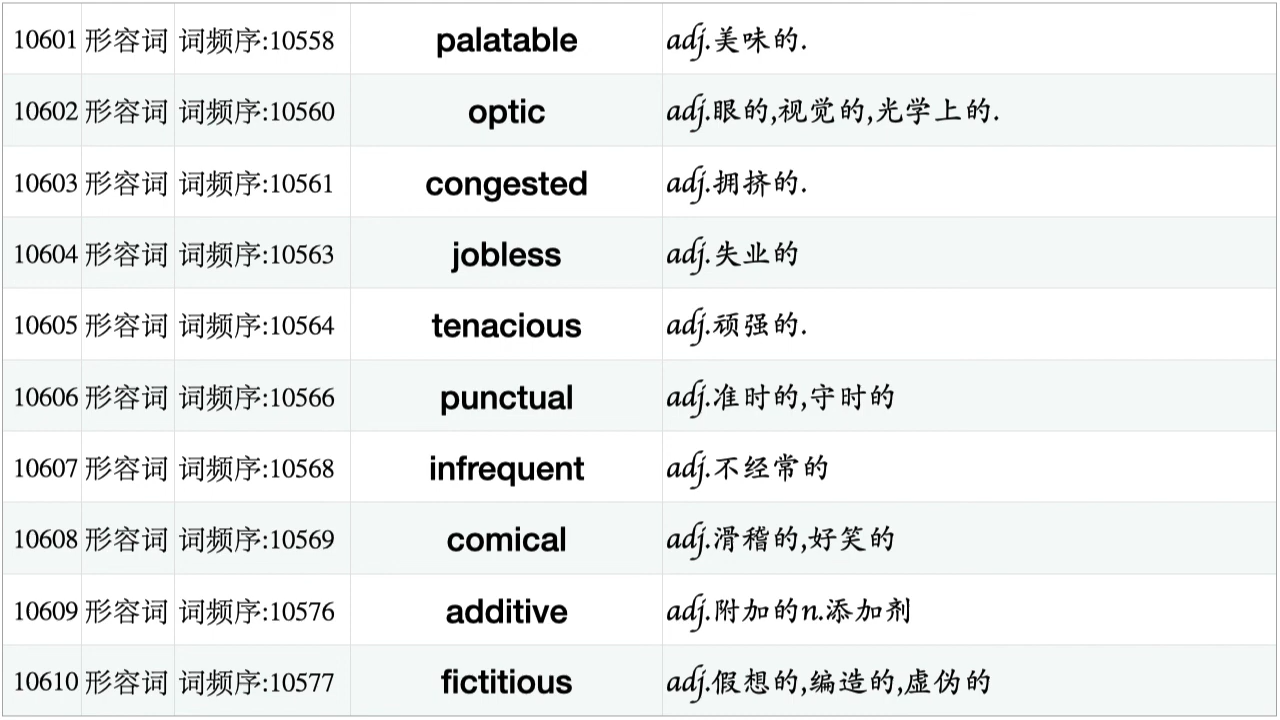 10601 形容词 词频序:10558 palatable adj.美味的.
10602 形容词 词频序:10560 optic adj.眼的,视觉的,光学上的.
10603 形容词 词频序:10561 congested adj.拥挤的.
10604 形容词 词频序:10563 jobless adj.失业的
10605 形容词 词频序:10564 tenacious adj.顽强的.
10606 形容词 词频序:10566 punctual adj.准时的,守时的
10607 形容词 词频序:10568 infrequent adj.不经常的
10608 形容词 词频序:10569 comical adj.滑稽的,好笑的
10609 形容词 词频序:10576 additive adj.附加的n.添加剂
10610 形容词 词频序:10577 fictitious adj.假想的,编造的,虚伪的